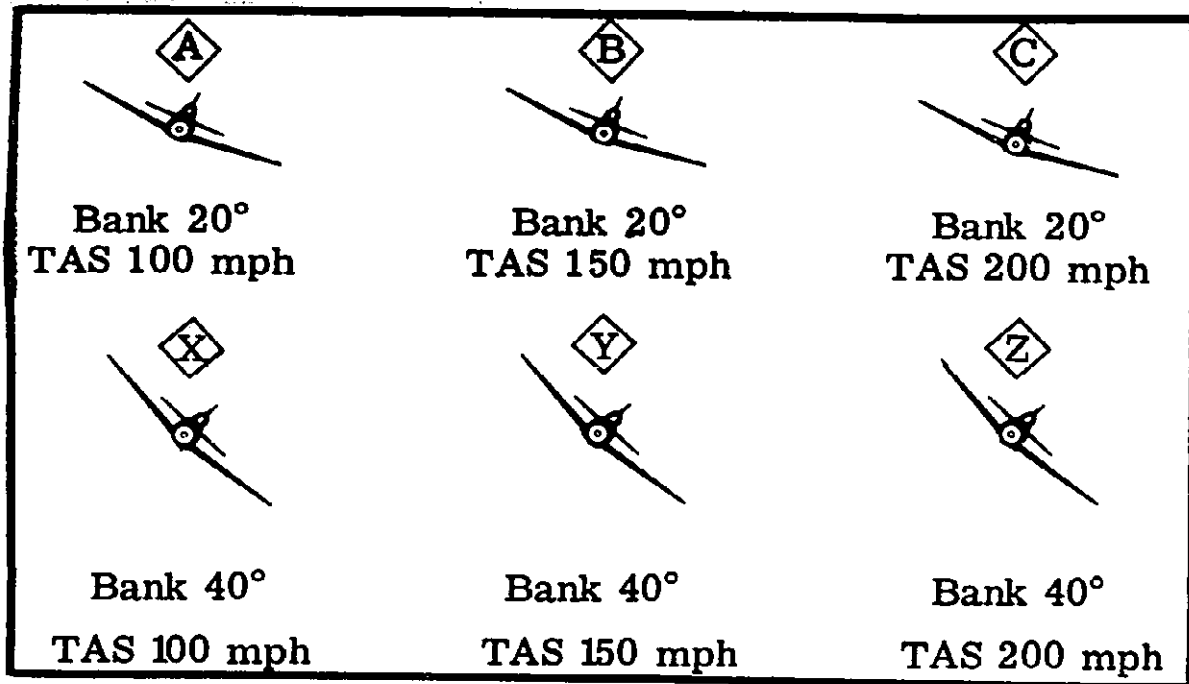 A B C
Bank 20° Bank 20° Bank 20°
TAS 100 mph TAS 150 mph TAS 200 mph
X Y Z
Bank 40° Bank 40° Bank 40°
TAS 100 mph TAS 150 mph TAS 200 mph